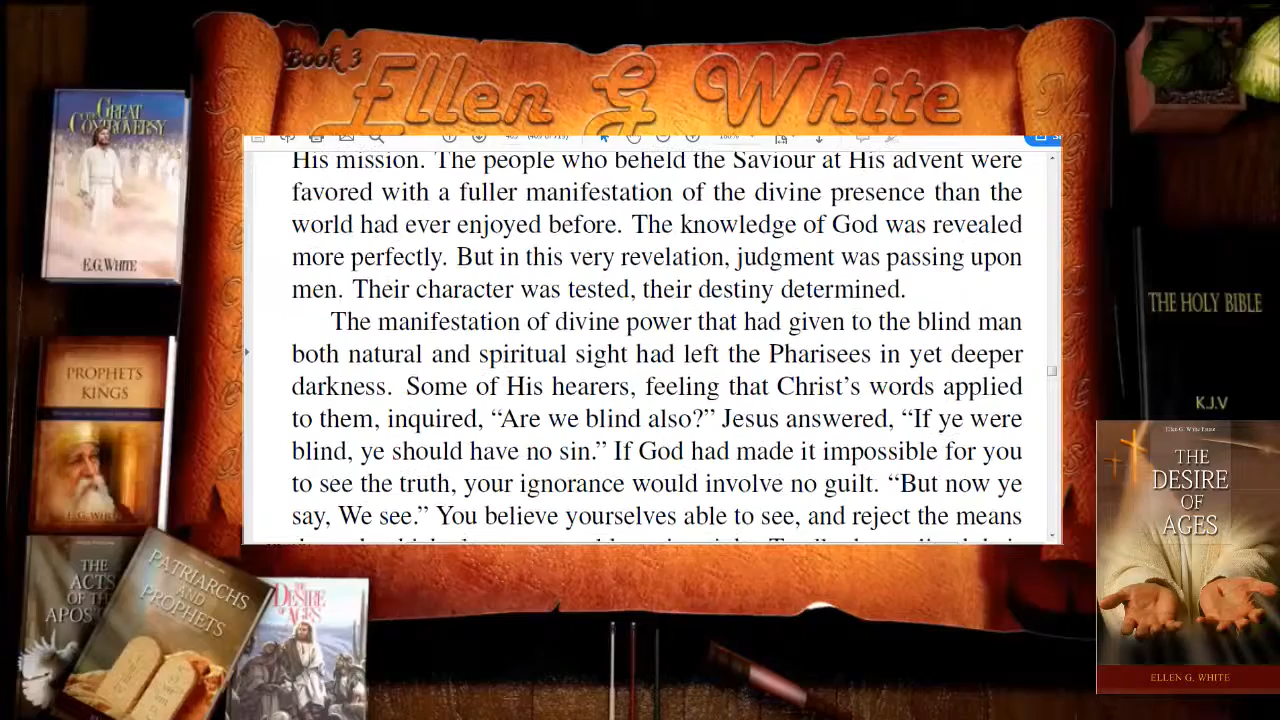 Book 3
Ellen G White
THE
GREAT
CONTROVERSY
E.G. WHITE
His mission. The people who beheld the Saviour at His advent were
favored with a fuller manifestation of the divine presence than the
world had ever enjoyed before. The knowledge of God was revealed
more perfectly. But in this very revelation, judgment was passing upon
men. Their character was tested, their destiny determined.
The manifestation of divine power that had given to the blind man
both natural and spiritual sight had left the Pharisees in yet deeper
darkness. Some of His hearers, feeling that Christ’s words applied
to them, inquired, “Are we blind also?” Jesus answered, “If ye were
blind, ye should have no sin.” If God had made it impossible for you
to see the truth, your ignorance would involve no guilt. “But now ye
say, We see.” You believe yourselves able to see, and reject the means
PROPHETS
AND
KINGS
E.G. WHITE
THE
ACTS
OF THE
PATRIARCHS
AND
PROPHETS
THE
DESIRE
OF AGES
THE HOLY BIBLE
K.J.V
THE
DESIRE
OF
AGES
ELLEN G. WHITE